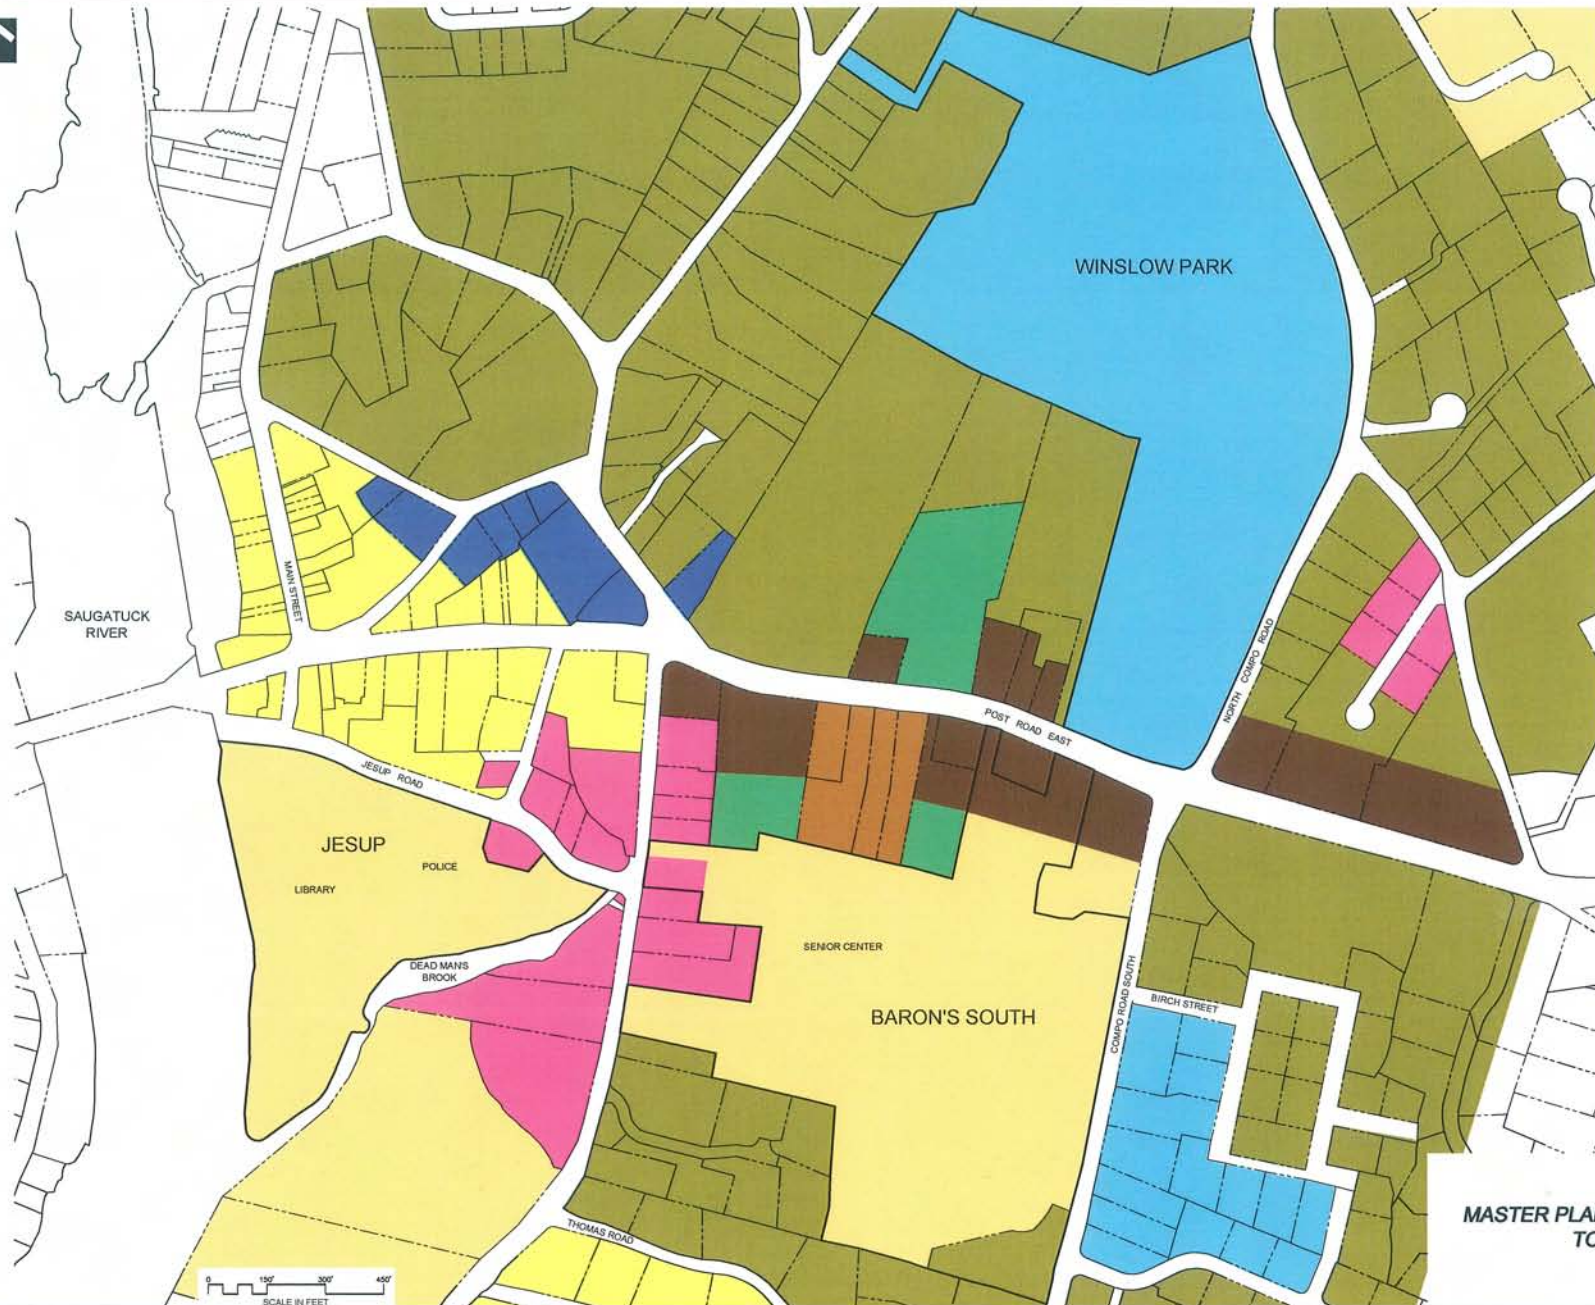 WINSLOW PARK
MAIN STREET
SAUGATUCK
RIVER
NORTH COMPO ROAD
POST ROAD EAST
JESUP ROAD
JESUP
POLICE
LIBRARY
SENIOR CENTER
DEAD MAN'S
BROOK
BARON'S SOUTH
COMPO ROAD SOUTH
BIRCH STREET
THOMAS ROAD
MASTER PLA
TO
0 150' 300' 450'
SCALE IN FEET